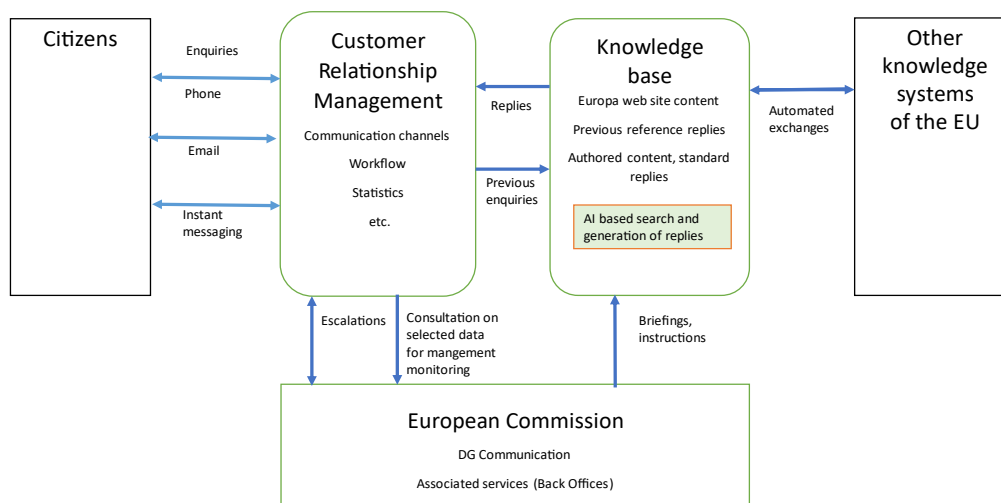 Citizens
Enquiries
Phone
Email
Instant
messaging
Customer
Relationship
Management
Communication channels
Workflow
Statistics
etc.
Replies
Previous
enquiries
Knowledge
base
Europa web site content
Previous reference replies
Authored content, standard
replies
AI based search and
generation of replies
Automated
exchanges
Other
knowledge
systems
of the EU
Escalations
Consultation on
selected data
for mangement
monitoring
Briefings,
instructions
European Commission
DG Communication
Associated services (Back Offices)